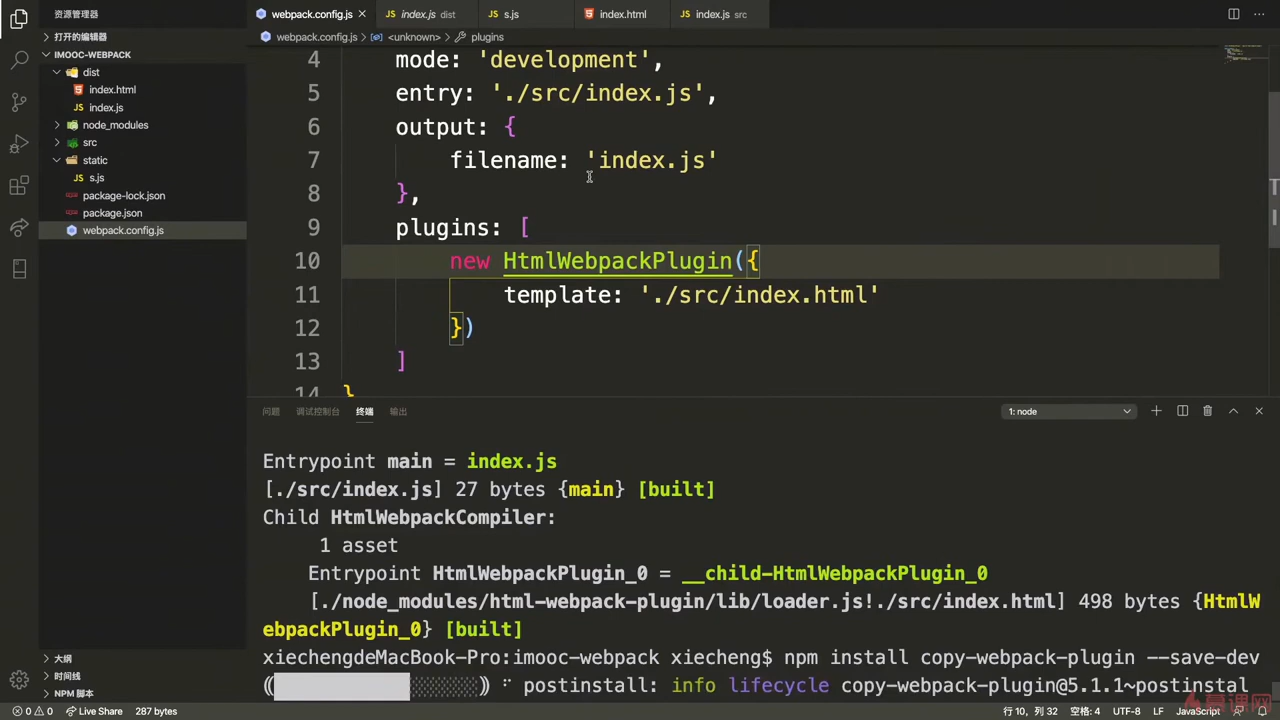 资源管理器
webpack.config.js
index.js dist
s.js
index.html
index.js src
打开的编辑器
webpack.config.js > <unknown> > plugins
IMOOC-WEBPACK
dist
index.html
index.js
node_modules
src
static
s.js
package-lock.json
package.json
webpack.config.js
4 mode: 'development',
5 entry: './src/index.js',
6 output: {
7 filename: 'index.js'
8 },
9 plugins: [
10 new HtmlWebpackPlugin({
11 template: './src/index.html'
12 })
13 ]
14 }
问题 调试控制台 终端 输出
1: node
Entrypoint main = index.js
[./src/index.js] 27 bytes {main} [built]
Child HtmlWebpackCompiler:
1 asset
Entrypoint HtmlWebpackPlugin_0 = __child-HtmlWebpackPlugin_0
[./node_modules/html-webpack-plugin/lib/loader.js!./src/index.html] 498 bytes {HtmlW
ebpackPlugin_0} [built]
xiechengdeMacBook-Pro:imooc-webpack xiecheng$ npm install copy-webpack-plugin --save-dev
postinstall: info lifecycle copy-webpack-plugin@5.1.1~postinstal
大纲
时间线
NPM 脚本
0 0 Live Share 287 bytes
行 10, 列 32 空格: 4 UTF-8 LF JavaScript
慕课网